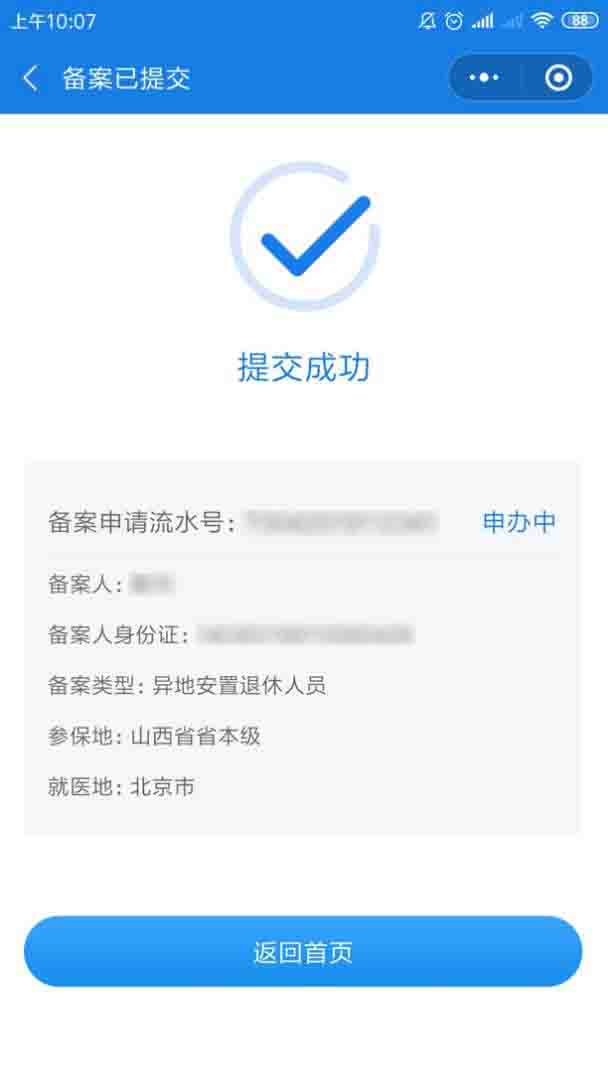 上午10:07
88
备案已提交
提交成功
备案申请流水号: 申办中
备案人:
备案人身份证:
备案类型: 异地安置退休人员
参保地: 山西省省本级
就医地: 北京市
返回首页